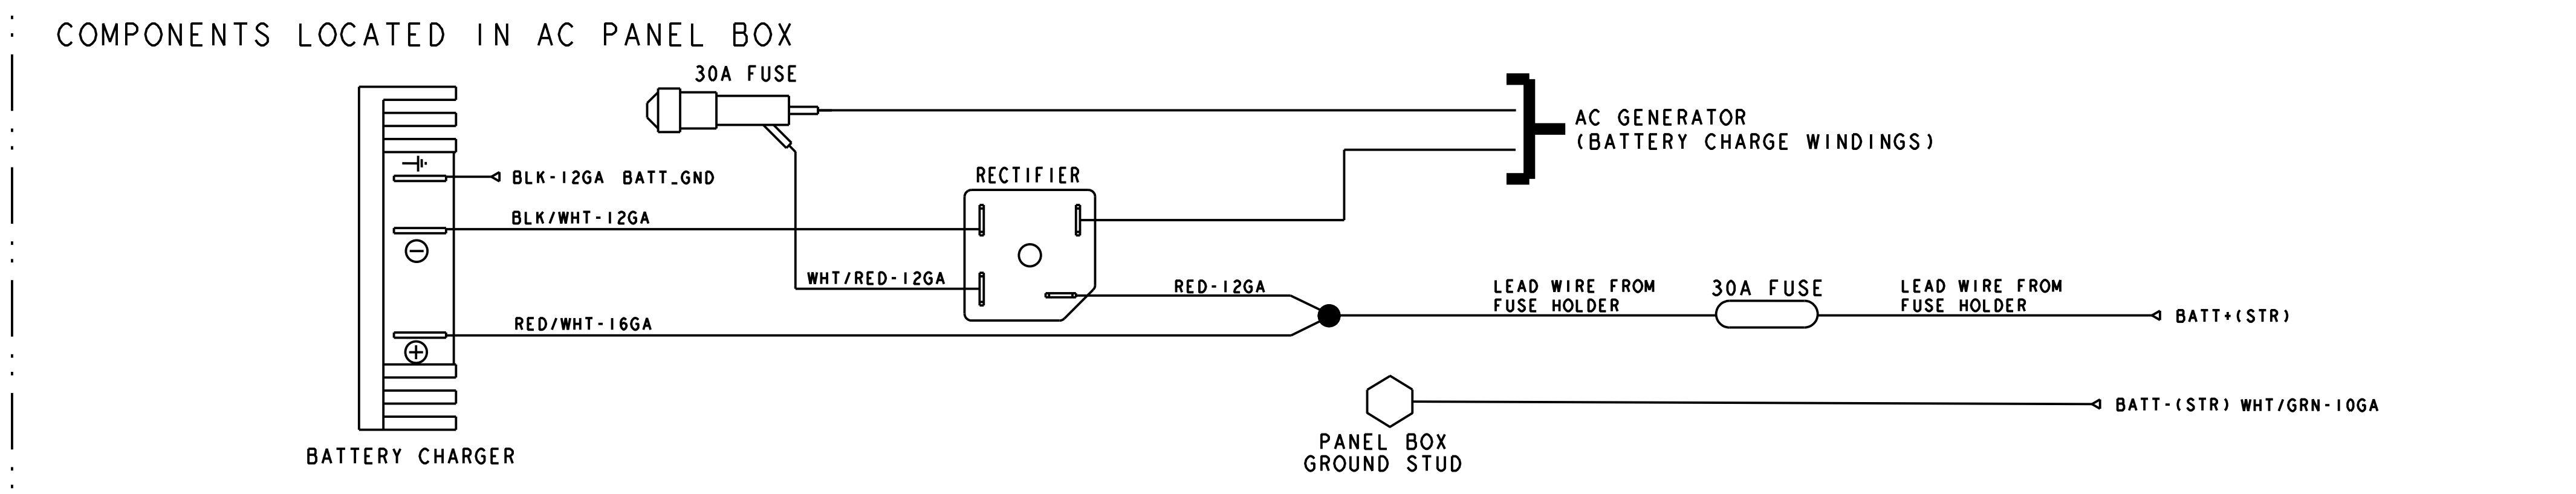 COMPONENTS LOCATED IN AC PANEL BOX
30A FUSE
AC GENERATOR
(BATTERY CHARGE WINDINGS)
RECTIFIER
BLK-12GA BATT_GND
BLK/WHT-12GA
WHT/RED-12GA
RED-12GA
LEAD WIRE FROM
FUSE HOLDER
30A FUSE
LEAD WIRE FROM
FUSE HOLDER
BATT+(STR)
RED/WHT-16GA
BATT-(STR) WHT/GRN-10GA
PANEL BOX
GROUND STUD
BATTERY CHARGER